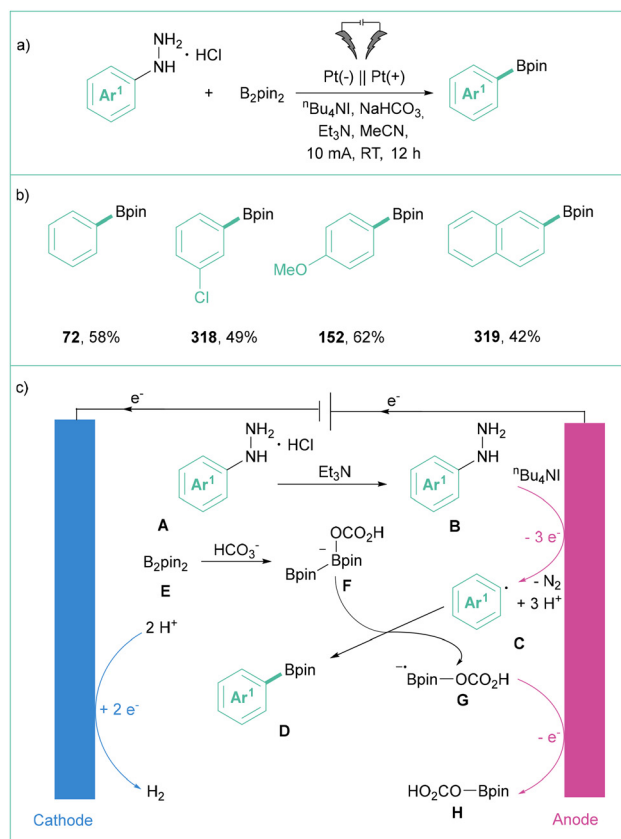 a)
NH₂
NH · HCl
Ar¹
+
B₂pin₂
Pt(-) || Pt(+)
ⁿBu₄NI, NaHCO₃,
Et₃N, MeCN,
10 mA, RT, 12 h
Bpin
Ar¹
b)
Bpin
Bpin
Bpin
Bpin
Cl
MeO
72, 58%
318, 49%
152, 62%
319, 42%
c)
e⁻
e⁻
NH₂
NH · HCl
Ar¹
A
Et₃N
NH₂
NH
Ar¹
B
ⁿBu₄NI
- 3 e⁻
B₂pin₂
E
HCO₃⁻
OCO₂H
⁻
Bpin
Bpin
F
Ar¹
·
- N₂
+ 3 H⁺
C
2 H⁺
+ 2 e⁻
H₂
Bpin
Ar¹
D
⁻·
Bpin—OCO₂H
G
- e⁻
HO₂CO—Bpin
H
Cathode
Anode